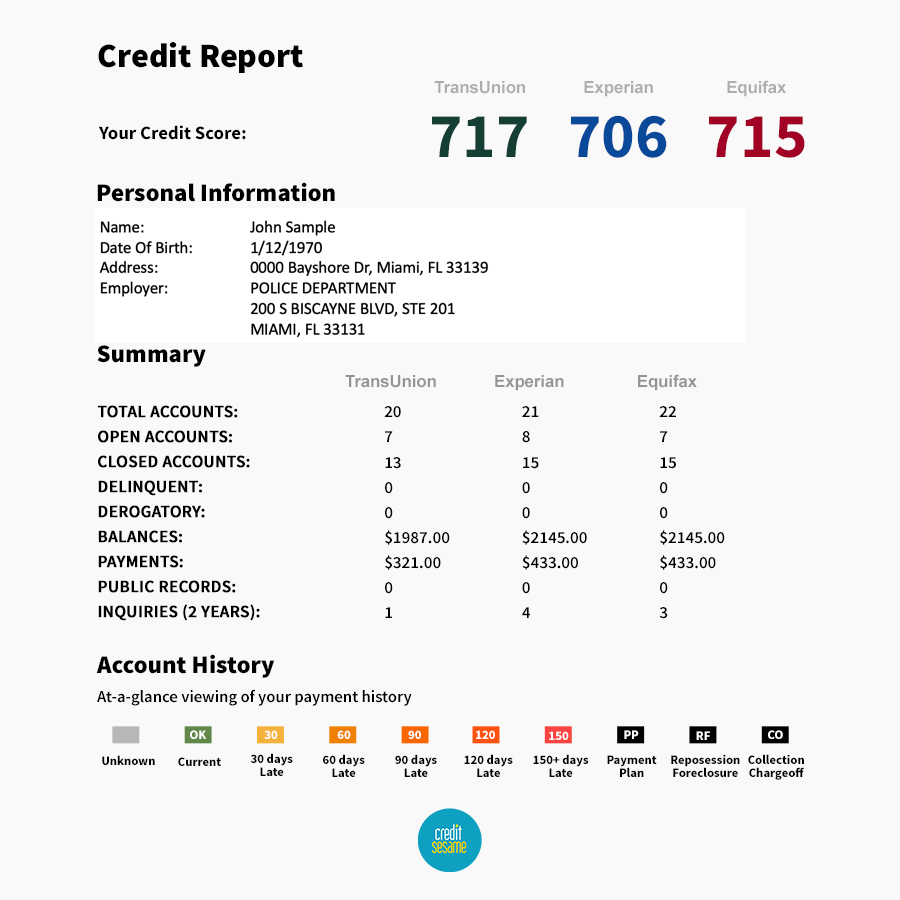 Credit Report
TransUnion Experian Equifax
Your Credit Score: 717 706 715
Personal Information
Name: John Sample
Date Of Birth: 1/12/1970
Address: 0000 Bayshore Dr, Miami, FL 33139
Employer: POLICE DEPARTMENT
200 S BISCAYNE BLVD, STE 201
MIAMI, FL 33131
Summary
TransUnion Experian Equifax
TOTAL ACCOUNTS: 20 21 22
OPEN ACCOUNTS: 7 8 7
CLOSED ACCOUNTS: 13 15 15
DELINQUENT: 0 0 0
DEROGATORY: 0 0 0
BALANCES: $1987.00 $2145.00 $2145.00
PAYMENTS: $321.00 $433.00 $433.00
PUBLIC RECORDS: 0 0 0
INQUIRIES (2 YEARS): 1 4 3
Account History
At-a-glance viewing of your payment history
OK 30 60 90 120 150 PP RF CO
Unknown Current 30 days 60 days 90 days 120 days 150+ days Payment Reposession Collection
Late Late Late Late Late Plan Foreclosure Chargeoff
credit
sesame